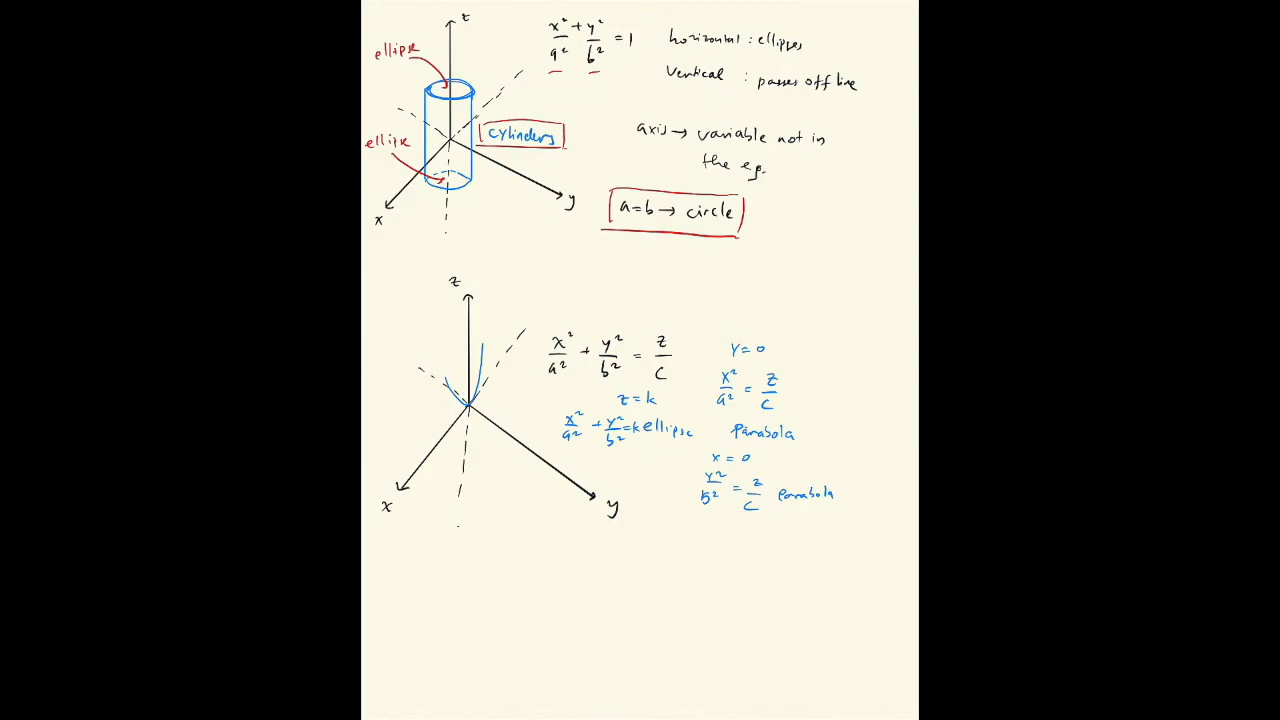 z
x²/a² + y²/b² = 1
horizontal : ellipses
ellipse
vertical : passes off line
cylinders
axis → variable not in
the eq.
ellipse
y
a=b → circle
x
z
x²/a² + y²/b² = z/c
z = k
x²/a² + y²/b² = k ellipse
y = 0
x²/a² = z/c
Parabola
x = 0
y²/b² = z/c parabola
x
y